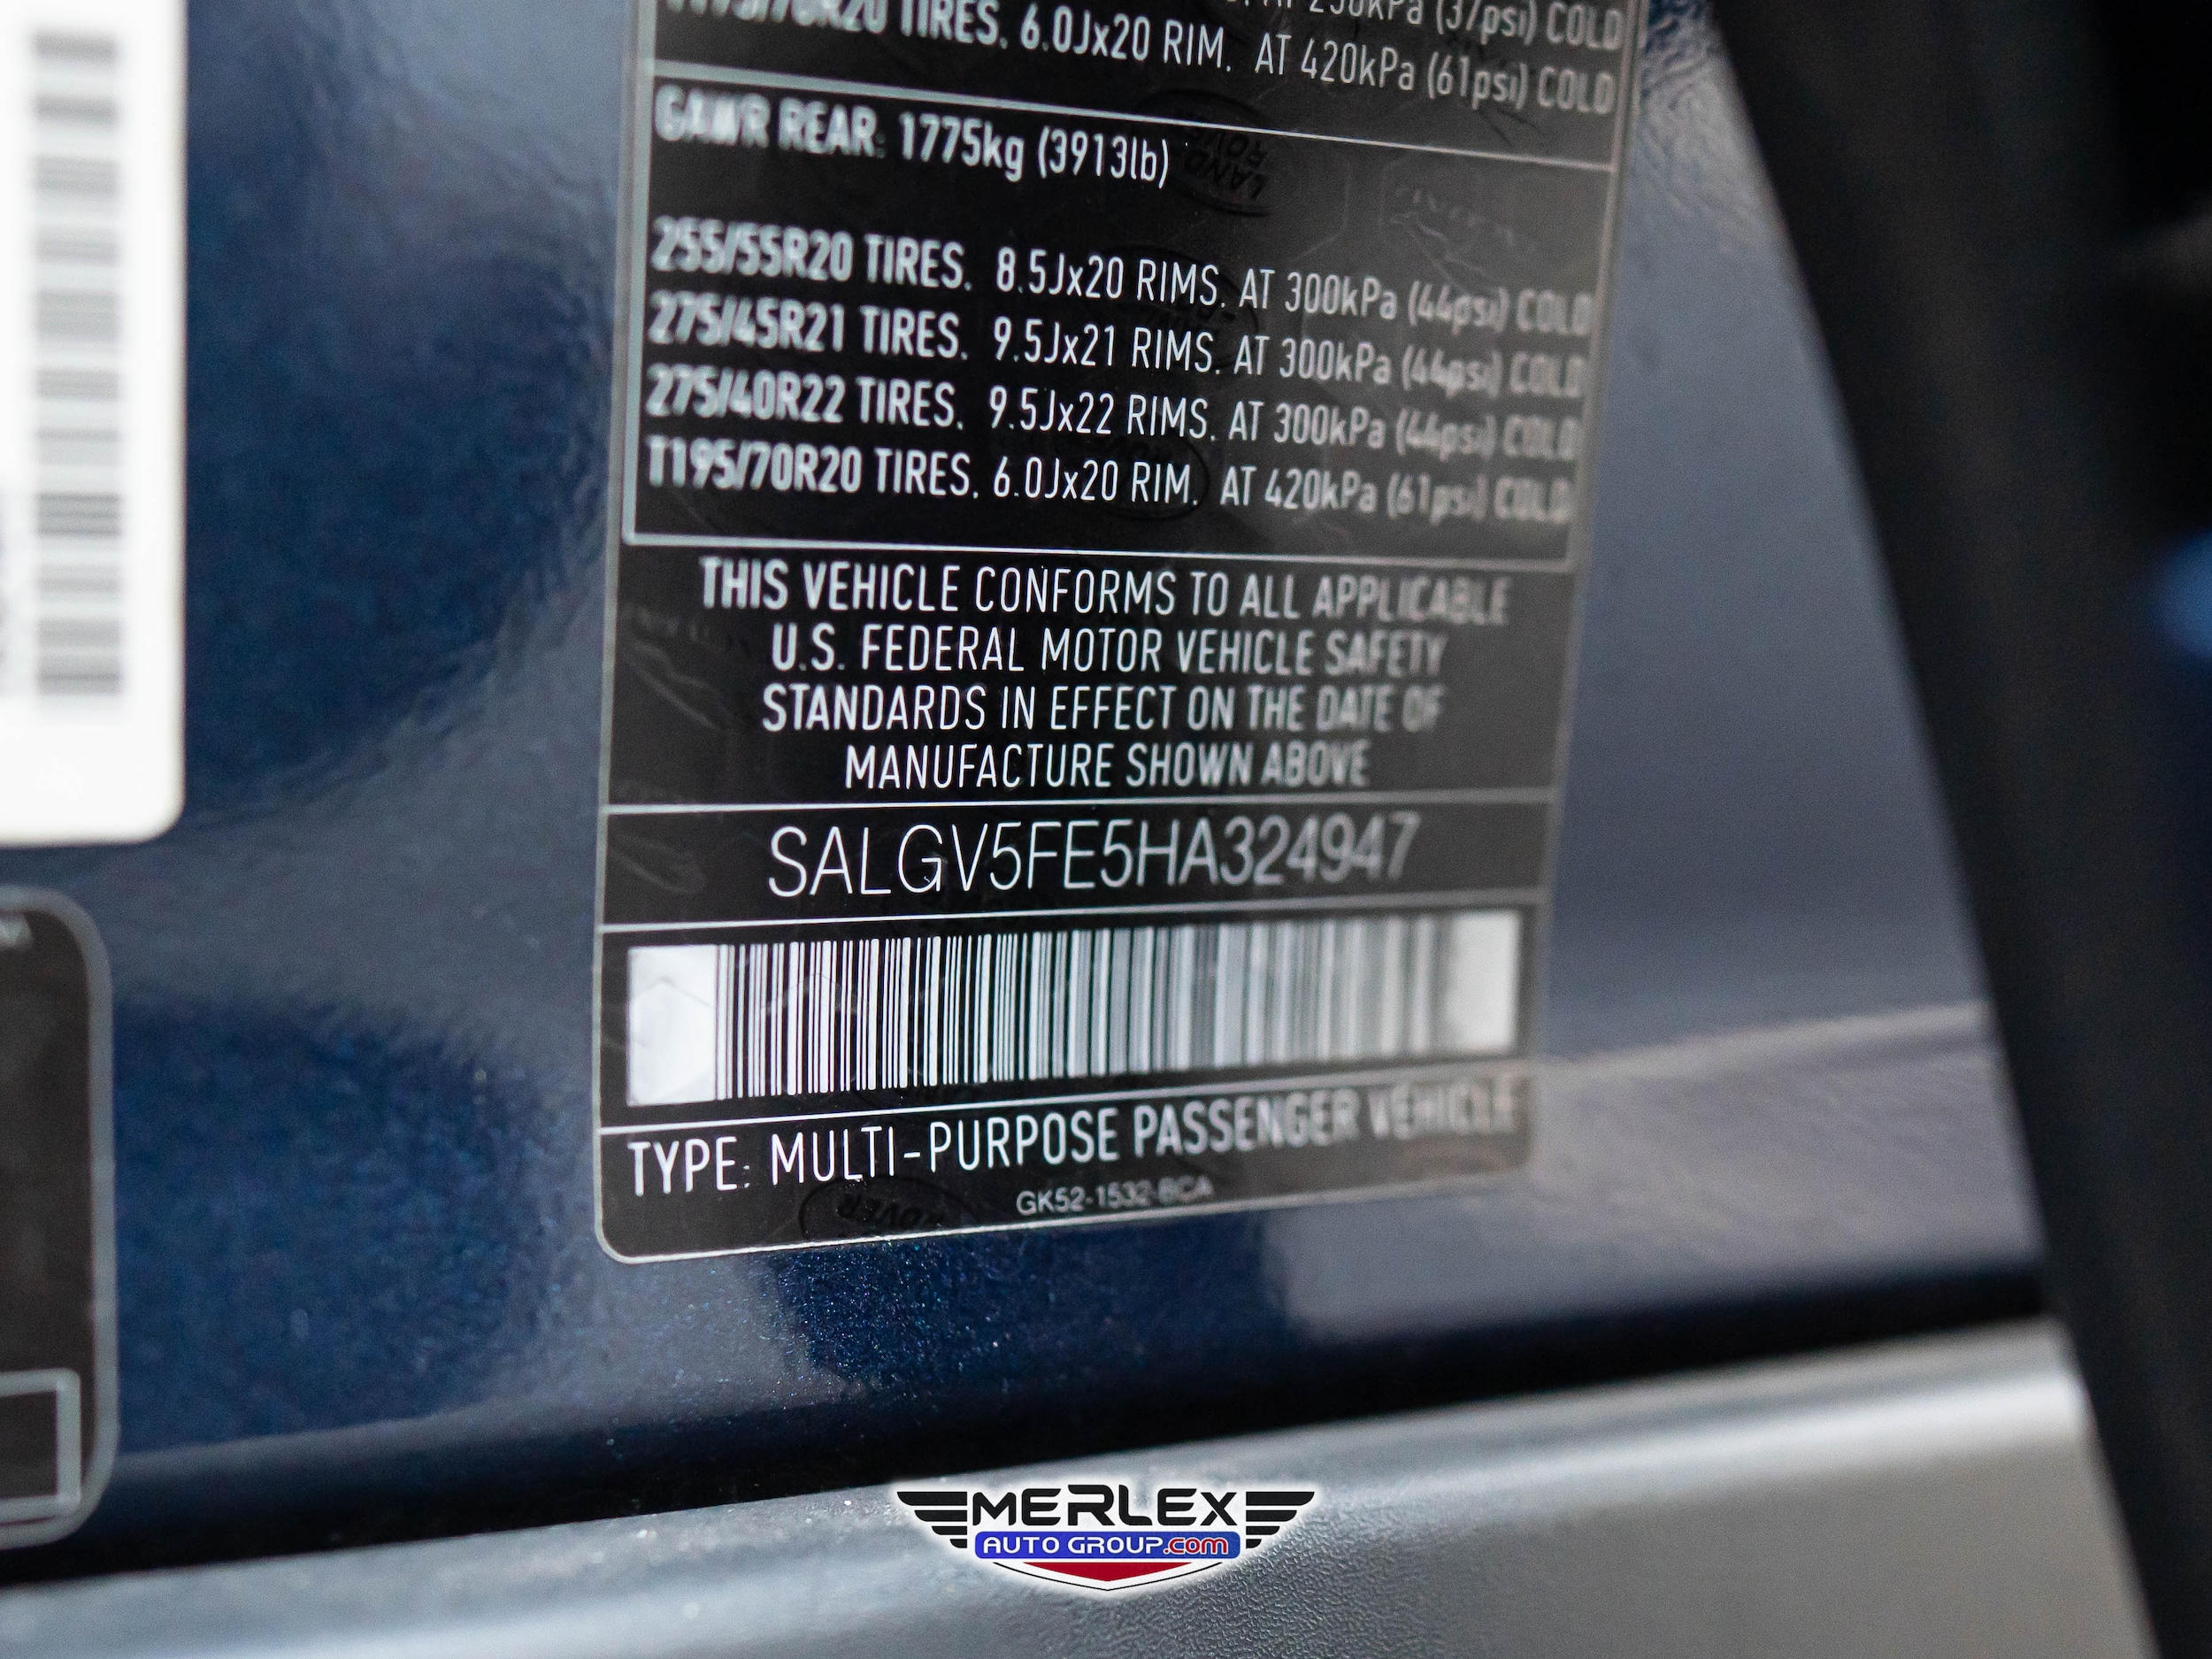 T195/70R20 TIRES. 6.0Jx20 RIM. AT 420kPa (61psi) COLD
GAWR REAR: 1775kg (3913lb)
255/55R20 TIRES. 8.5Jx20 RIMS. AT 300kPa (44psi) COLD
275/45R21 TIRES. 9.5Jx21 RIMS. AT 300kPa (44psi) COLD
275/40R22 TIRES. 9.5Jx22 RIMS. AT 300kPa (44psi) COLD
T195/70R20 TIRES. 6.0Jx20 RIM. AT 420kPa (61psi) COLD
THIS VEHICLE CONFORMS TO ALL APPLICABLE
U.S. FEDERAL MOTOR VEHICLE SAFETY
STANDARDS IN EFFECT ON THE DATE OF
MANUFACTURE SHOWN ABOVE
SALGV5FE5HA324947
TYPE: MULTI-PURPOSE PASSENGER VEHICLE
GK52-1532-BCA
MERLEX
AUTO GROUP.com